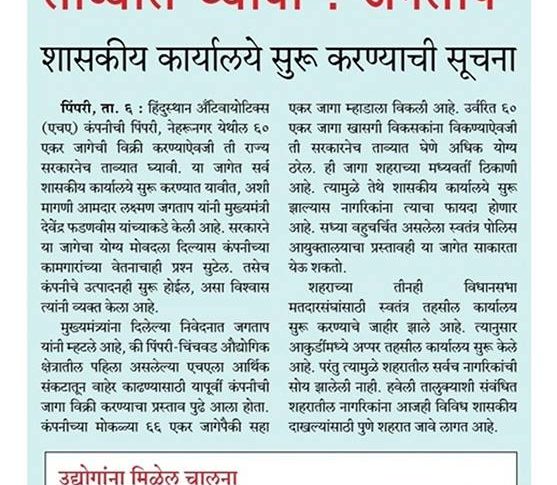 ताब्यात घ्यावी : जगताप
शासकीय कार्यालये सुरू करण्याची सूचना
पिंपरी, ता. ६ : हिंदुस्थान अँटिबायोटिक्स
(एचए) कंपनीची पिंपरी, नेहरूनगर येथील ६०
एकर जागेची विक्री करण्याऐवजी ती राज्य
सरकारनेच ताब्यात घ्यावी. या जागेत सर्व
शासकीय कार्यालये सुरू करण्यात यावीत, अशी
मागणी आमदार लक्ष्मण जगताप यांनी मुख्यमंत्री
देवेंद्र फडणवीस यांच्याकडे केली आहे. सरकारने
या जागेचा योग्य मोबदला दिल्यास कंपनीच्या
कामगारांच्या वेतनाचाही प्रश्न सुटेल. तसेच
कंपनीचे उत्पादनही सुरू होईल, असा विश्वास
त्यांनी व्यक्त केला आहे.
मुख्यमंत्र्यांना दिलेल्या निवेदनात जगताप
यांनी म्हटले आहे, की पिंपरी-चिंचवड औद्योगिक
क्षेत्रातील पहिला असलेल्या एचएला आर्थिक
संकटातून बाहेर काढण्यासाठी यापूर्वी कंपनीची
जागा विक्री करण्याचा प्रस्ताव पुढे आला होता.
कंपनीच्या मोकळ्या ६६ एकर जागेपैकी सहा
एकर जागा म्हाडाला विकली आहे. उर्वरित ६०
एकर जागा खासगी विकसकांना विकण्याऐवजी
ती सरकारनेच ताब्यात घेणे अधिक योग्य
ठरेल. ही जागा शहराच्या मध्यवर्ती ठिकाणी
आहे. त्यामुळे तेथे शासकीय कार्यालये सुरू
झाल्यास नागरिकांना त्याचा फायदा होणार
आहे. सध्या बहुचर्चित असलेला स्वतंत्र पोलिस
आयुक्तालयाचा प्रस्तावही या जागेत साकारता
येऊ शकतो.
शहराच्या तीनही विधानसभा
मतदारसंघांसाठी स्वतंत्र तहसील कार्यालय
सुरू करण्याचे जाहीर झाले आहे. त्यानुसार
आकुर्डीमध्ये अप्पर तहसील कार्यालय सुरू केले
आहे. परंतु त्यामुळे शहरातील सर्वच नागरिकांची
सोय झालेली नाही. हवेली तालुक्याशी संबंधित
शहरातील नागरिकांना आजही विविध शासकीय
दाखल्यांसाठी पुणे शहरात जावे लागत आहे.
उद्योगांना मिळेल चालना